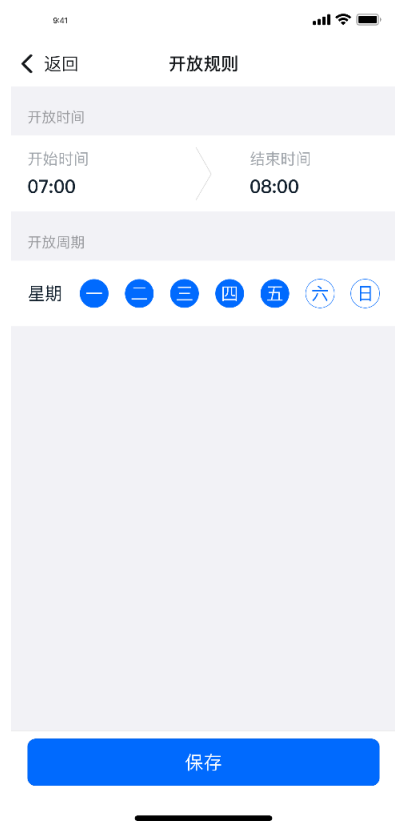 9:41
返回 开放规则
开放时间
开始时间 结束时间
07:00 08:00
开放周期
星期 一 二 三 四 五 六 日
保存